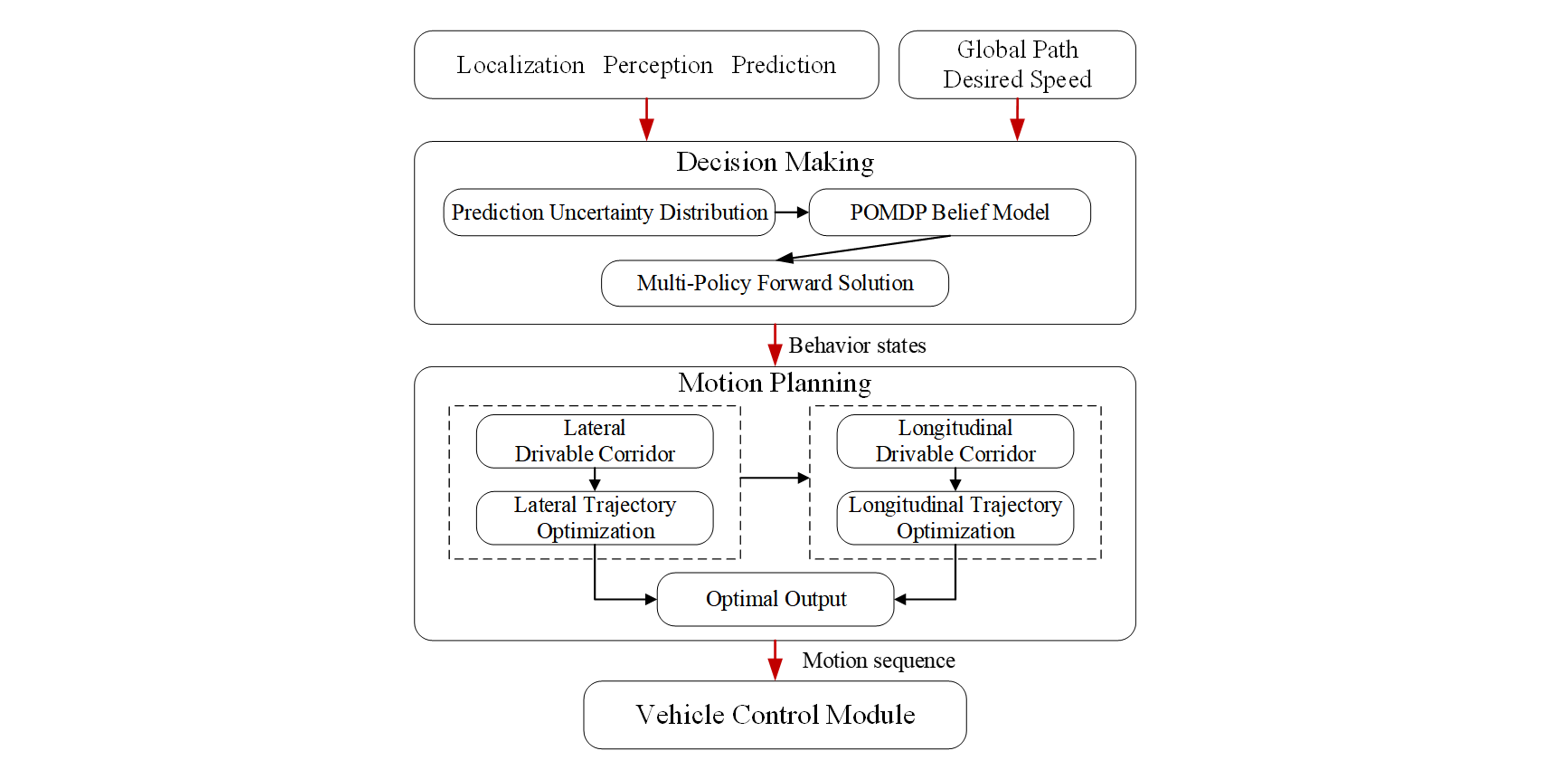 Localization Perception Prediction
Global Path
Desired Speed
Decision Making
Prediction Uncertainty Distribution
POMDP Belief Model
Multi-Policy Forward Solution
Behavior states
Motion Planning
Lateral
Drivable Corridor
Lateral Trajectory
Optimization
Longitudinal
Drivable Corridor
Longitudinal Trajectory
Optimization
Optimal Output
Motion sequence
Vehicle Control Module